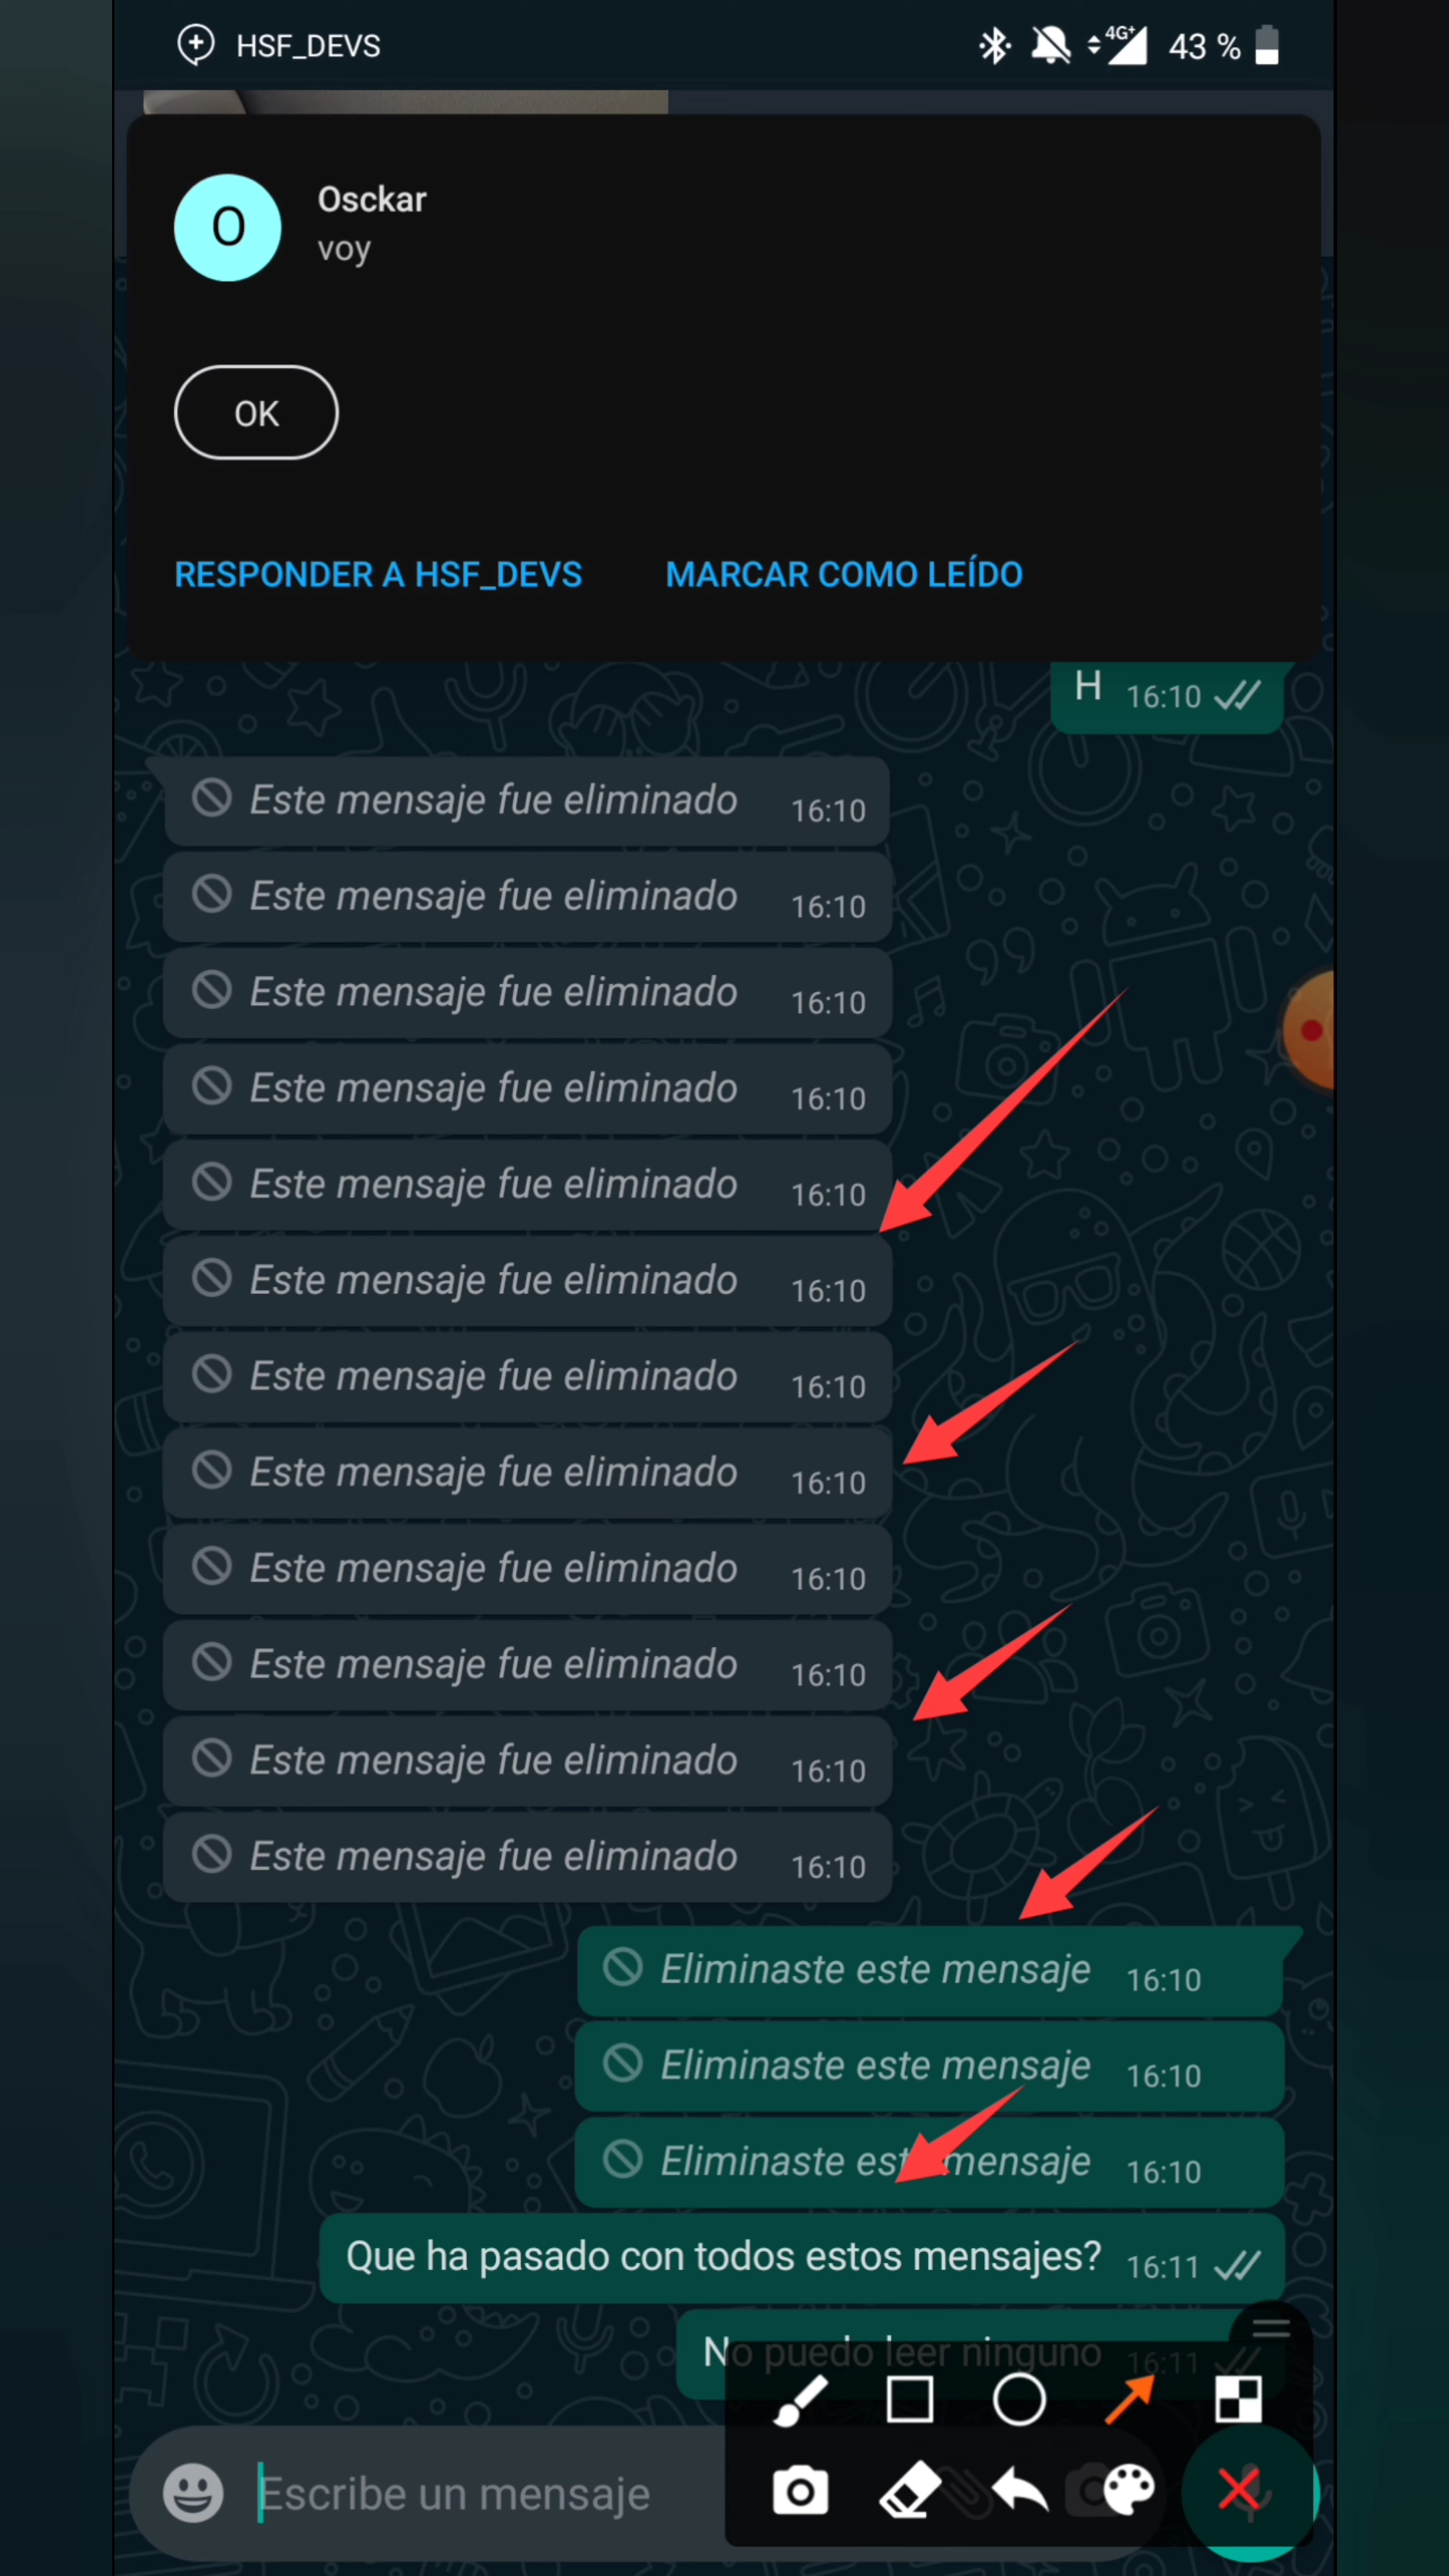 HSF_DEVS
4G+ 43 %
O
Osckar
voy
OK
RESPONDER A HSF_DEVS MARCAR COMO LEÍDO
H 16:10
Este mensaje fue eliminado 16:10
Este mensaje fue eliminado 16:10
Este mensaje fue eliminado 16:10
Este mensaje fue eliminado 16:10
Este mensaje fue eliminado 16:10
Este mensaje fue eliminado 16:10
Este mensaje fue eliminado 16:10
Este mensaje fue eliminado 16:10
Este mensaje fue eliminado 16:10
Este mensaje fue eliminado 16:10
Este mensaje fue eliminado 16:10
Este mensaje fue eliminado 16:10
Eliminaste este mensaje 16:10
Eliminaste este mensaje 16:10
Eliminaste este mensaje 16:10
Que ha pasado con todos estos mensajes? 16:11
No puedo leer ninguno 16:11
Escribe un mensaje